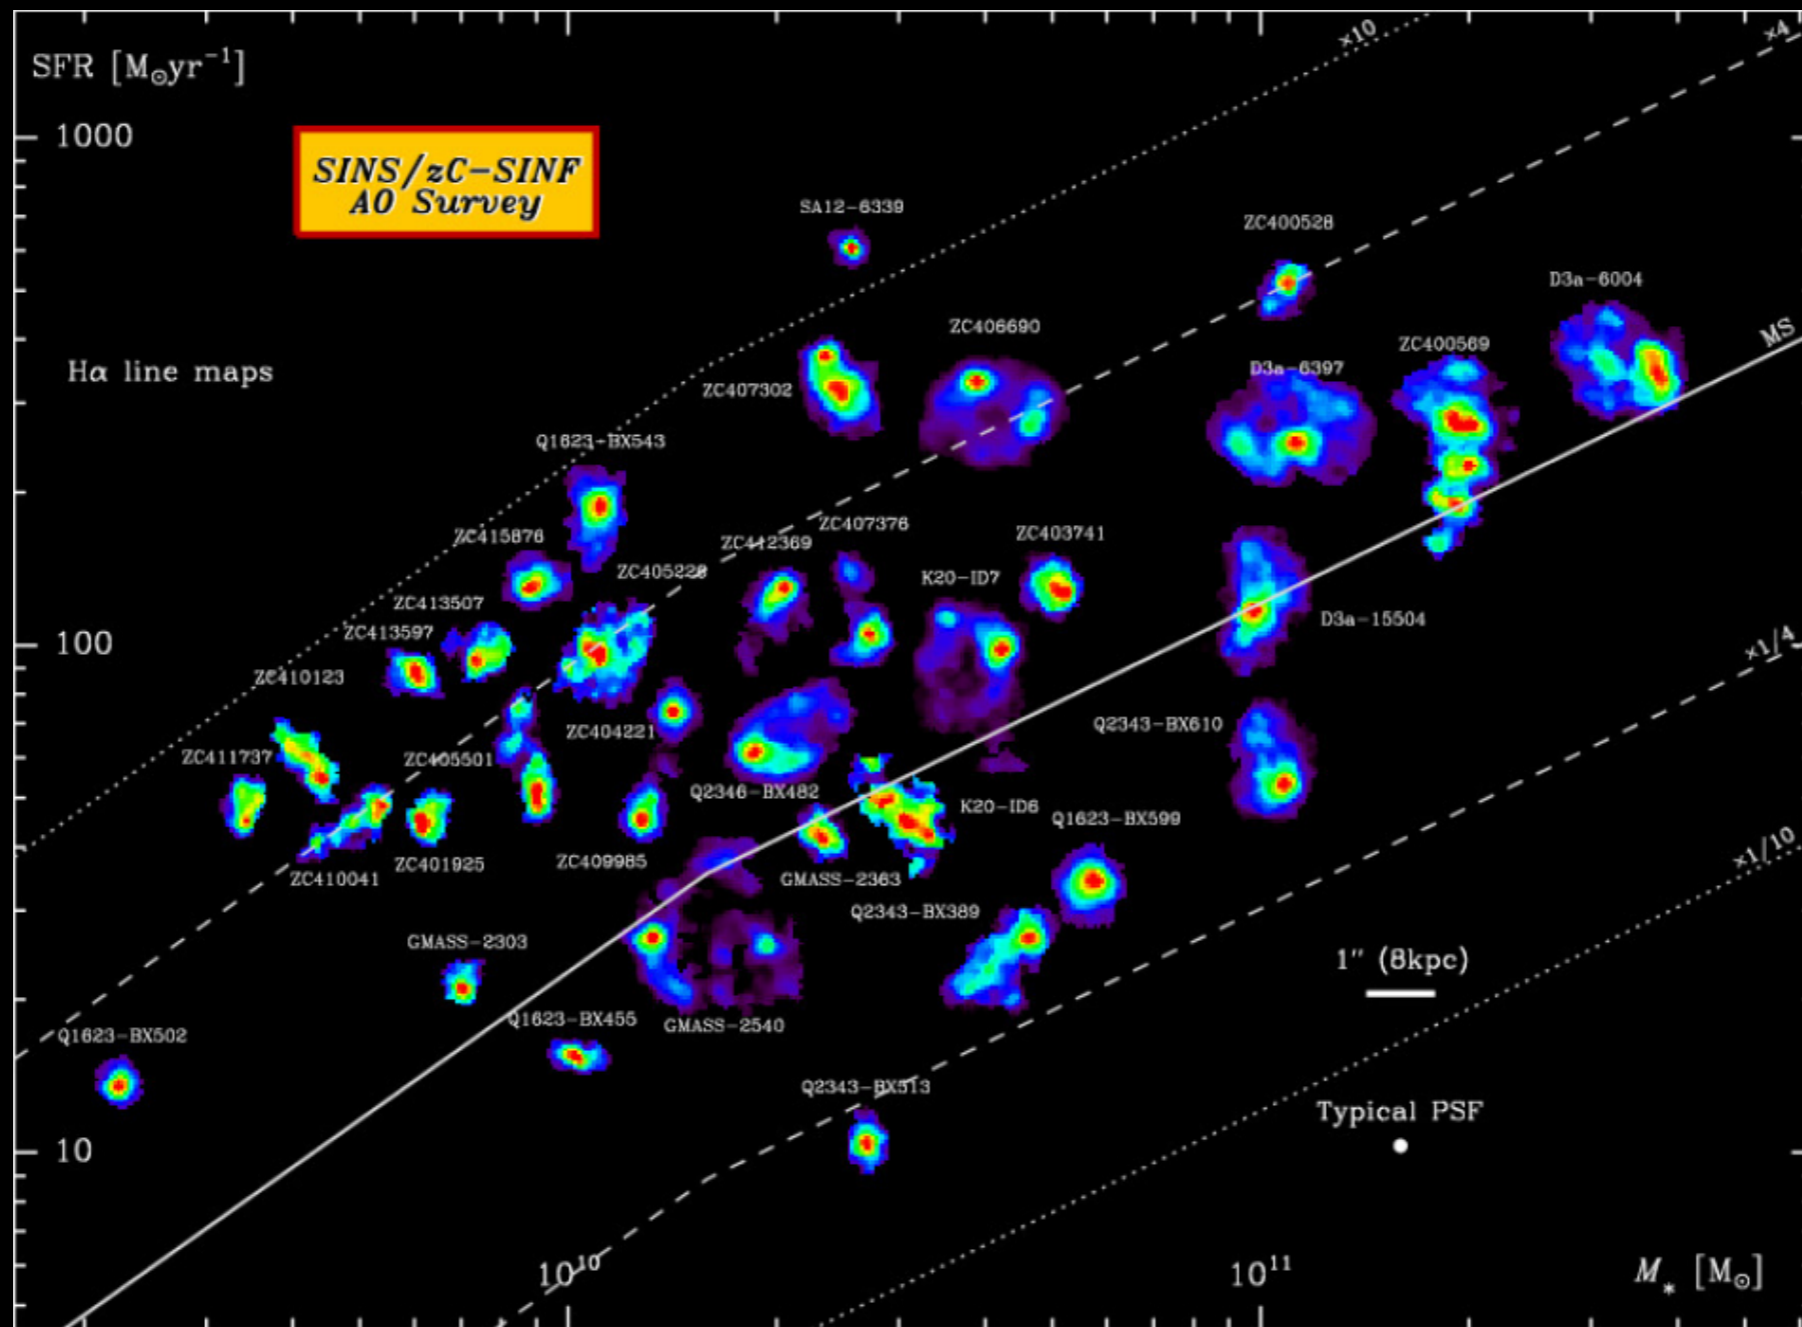 ×10
×4
SFR [M⊙yr⁻¹]
1000
SINS/zC-SINF
AO Survey
SA12-6339
ZC400528
D3a-6004
ZC406690
MS
ZC400569
Hα line maps
D3a-6397
ZC407302
Q1623-BX543
ZC407376
ZC415876
ZC412369
ZC403741
ZC405226
K20-ID7
ZC413507
D3a-15504
ZC413597
100
×1/4
ZC410123
Q2343-BX610
ZC404221
ZC411737
ZC405501
Q2346-BX482
K20-ID6
Q1623-BX599
×1/10
ZC409985
ZC401925
ZC410041
GMASS-2363
Q2343-BX389
GMASS-2303
1″ (8kpc)
Q1623-BX455
GMASS-2540
Q1623-BX502
Q2343-BX513
Typical PSF
10
10¹⁰
10¹¹
M* [M⊙]